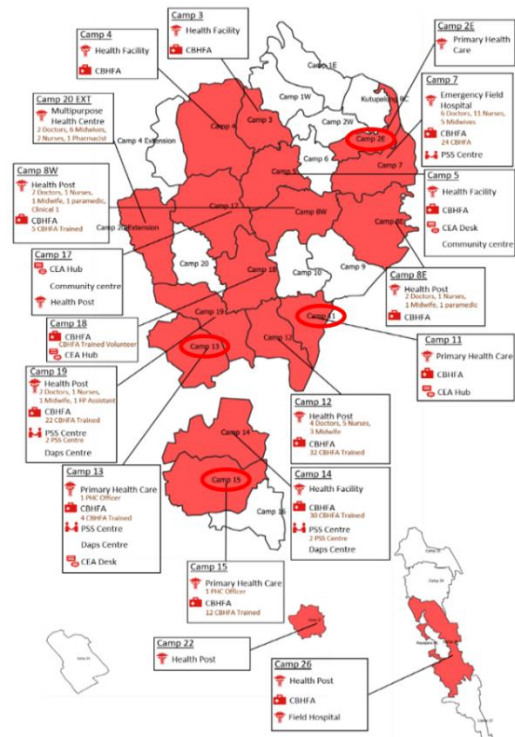 Camp 3
Health Facility
CBHFA
Camp 4
Health Facility
CBHFA
Camp 2E
Primary Health
Care
Camp 7
Emergency Field
Hospital
6 Doctors, 11 Nurses,
5 Midwives
CBHFA
24 CBHFA
PSS Centre
Camp 20 EXT
Multipurpose
Health Centre
2 Doctors, 6 Midwives,
2 Nurses, 1 Pharmacist
Camp 8W
Health Post
2 Doctors, 1 Nurses,
1 Midwife, 1 paramedic,
Clinical 1
CBHFA
5 CBHFA Trained
Camp 5
Health Facility
CBHFA
CEA Desk
Community centre
Camp 17
CEA Hub
Community centre
Health Post
Camp 8E
Health Post
2 Doctors, 1 Nurses,
1 Midwife, 1 paramedic
CBHFA
Camp 18
CBHFA
CBHFA Trained Volunteer
CEA Hub
Camp 11
Primary Health Care
CBHFA
CEA Hub
Camp 19
Health Post
2 Doctors, 1 Nurses,
1 Midwife, 1 HP Assistant
CBHFA
22 CBHFA Trained
PSS Centre
2 PSS Centre
Daps Centre
Camp 12
Health Post
4 Doctors, 5 Nurses,
3 Midwife
CBHFA
32 CBHFA Trained
Camp 13
Primary Health Care
1 PHC Officer
CBHFA
4 CBHFA Trained
PSS Centre
Daps Centre
CEA Desk
Camp 14
Health Facility
CBHFA
30 CBHFA Trained
PSS Centre
2 PSS Centre
Daps Centre
Camp 15
Primary Health Care
1 PHC Officer
CBHFA
12 CBHFA Trained
Camp 22
Health Post
Camp 26
Health Post
CBHFA
Field Hospital
Camp 1E
Camp 1W
Kutupalong RC
Camp 2W
Camp 4
Camp 3
Camp 2E
Camp 4 Extension
Camp 6
Camp 7
Camp 5
Camp 17
Camp 8W
Camp 8E
Camp 20 Extension
Camp 20
Camp 9
Camp 10
Camp 18
Camp 19
Camp 11
Camp 13
Camp 12
Camp 14
Camp 15
Camp 16